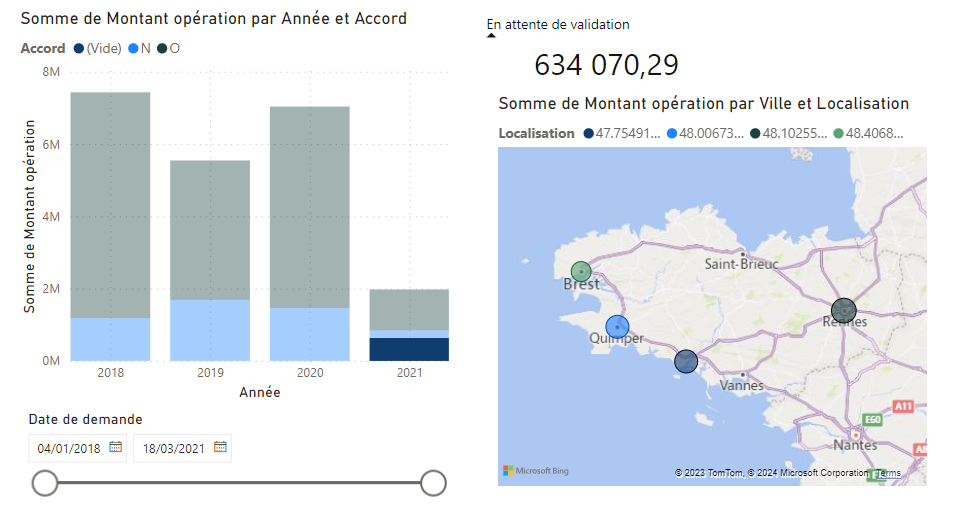 Somme de Montant opération par Année et Accord
Accord (Vide) N O
8M
6M
4M
2M
0M
Somme de Montant opération
2018 2019 2020 2021
Année
Date de demande
04/01/2018 18/03/2021
En attente de validation
634 070,29
Somme de Montant opération par Ville et Localisation
Localisation 47.75491... 48.00673... 48.10255... 48.4068...
Saint-Brieuc
Brest
Rennes
Quimper
Vannes
A11
E60
Nantes
Microsoft Bing
© 2023 TomTom, © 2024 Microsoft Corporation Terms